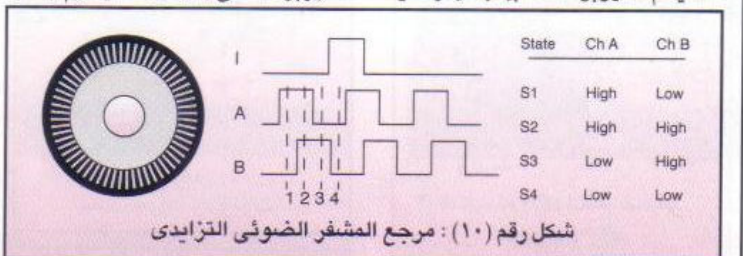 I
A
B
1 2 3 4
State Ch A Ch B
S1 High Low
S2 High High
S3 Low High
S4 Low Low
شكل رقم (١٠) : مرجع المشفر الضوئى التزايدى